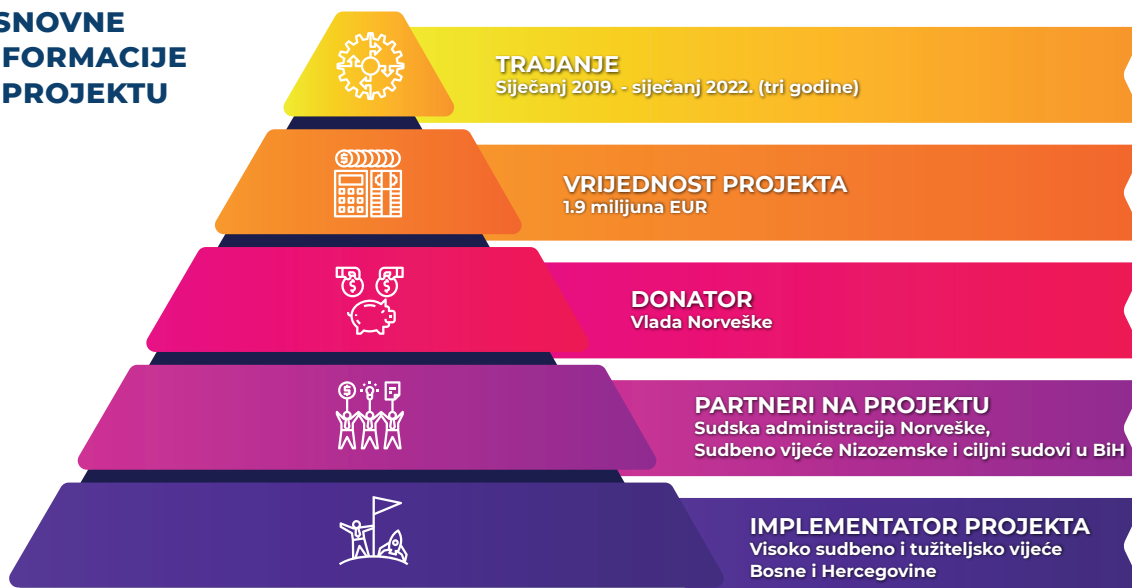 SNOVNE
FORMACIJE
PROJEKTU
TRAJANJE
Siječanj 2019. - siječanj 2022. (tri godine)
VRIJEDNOST PROJEKTA
1.9 milijuna EUR
DONATOR
Vlada Norveške
PARTNERI NA PROJEKTU
Sudska administracija Norveške,
Sudbeno vijeće Nizozemske i ciljni sudovi u BiH
IMPLEMENTATOR PROJEKTA
Visoko sudbeno i tužiteljsko vijeće
Bosne i Hercegovine